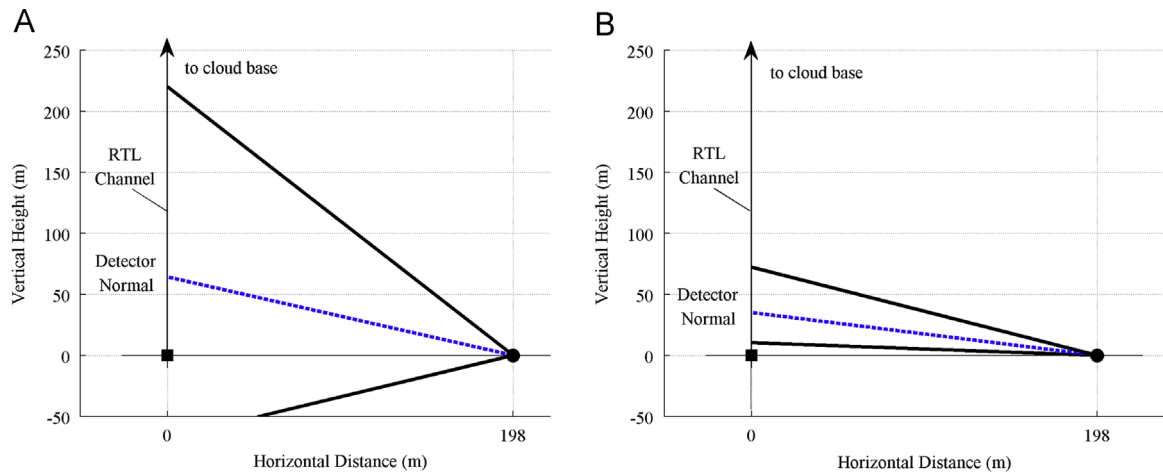 A
250
200
150
100
50
0
-50
Vertical Height (m)
to cloud base
RTL
Channel
Detector
Normal
0
198
Horizontal Distance (m)
B
250
200
150
100
50
0
-50
Vertical Height (m)
to cloud base
RTL
Channel
Detector
Normal
0
198
Horizontal Distance (m)